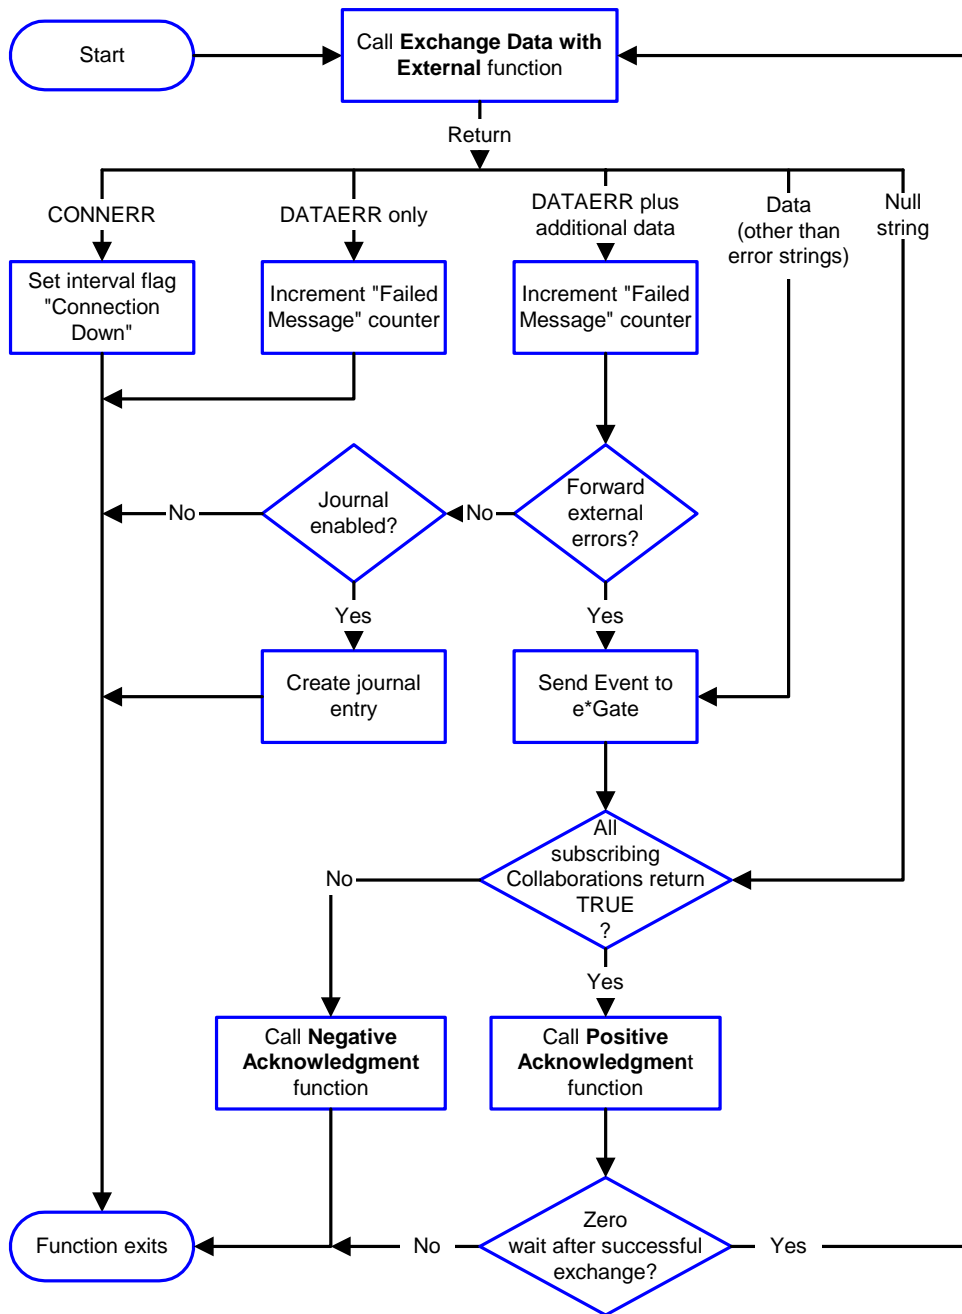 Start
Call Exchange Data with
External function
Return
CONNERR
DATAERR only
DATAERR plus
additional data
Data
(other than
error strings)
Null
string
Set interval flag
"Connection
Down"
Increment "Failed
Message" counter
Increment "Failed
Message" counter
No
Journal
enabled?
No
Forward
external
errors?
Yes
Yes
Create journal
entry
Send Event to
e*Gate
All
subscribing
Collaborations return
TRUE
?
No
Yes
Call Negative
Acknowledgment
function
Call Positive
Acknowledgment
function
Function exits
No
Zero
wait after successful
exchange?
Yes